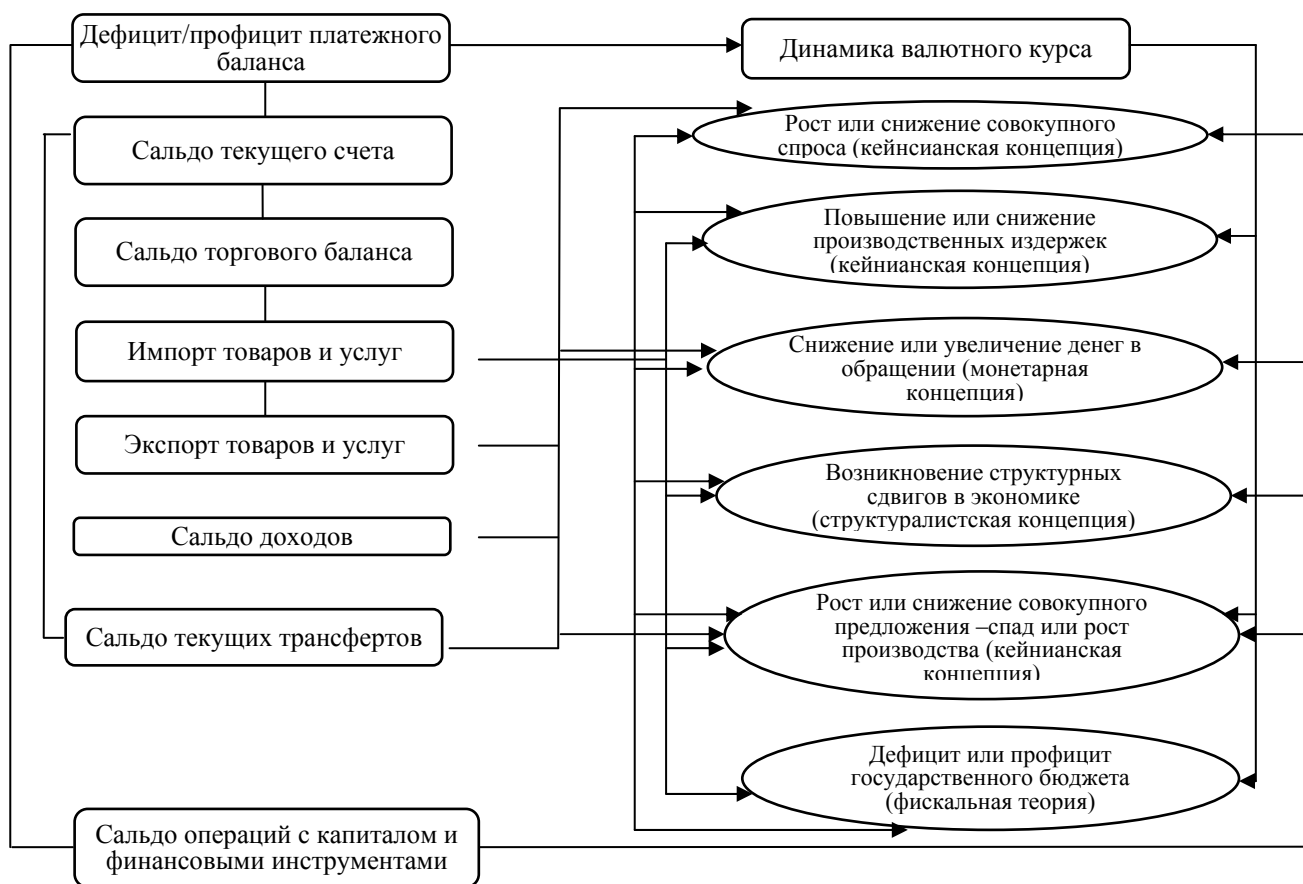 Дефицит/профицит платежного
баланса
Динамика валютного курса
Сальдо текущего счета
Рост или снижение совокупного
спроса (кейнсианская концепция)
Сальдо торгового баланса
Повышение или снижение
производственных издержек
(кейнианская концепция)
Импорт товаров и услуг
Снижение или увеличение денег в
обращении (монетарная
концепция)
Экспорт товаров и услуг
Возникновение структурных
сдвигов в экономике
(структуралистская концепция)
Сальдо доходов
Сальдо текущих трансфертов
Рост или снижение совокупного
предложения –спад или рост
производства (кейнианская
концепция)
Дефицит или профицит
государственного бюджета
(фискальная теория)
Сальдо операций с капиталом и
финансовыми инструментами